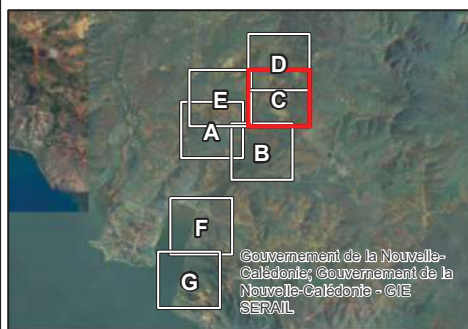 D
E
C
A
B
F
G
Gouvernement de la Nouvelle-
Calédonie; Gouvernement de la
Nouvelle-Calédonie - GIE
SERAIL